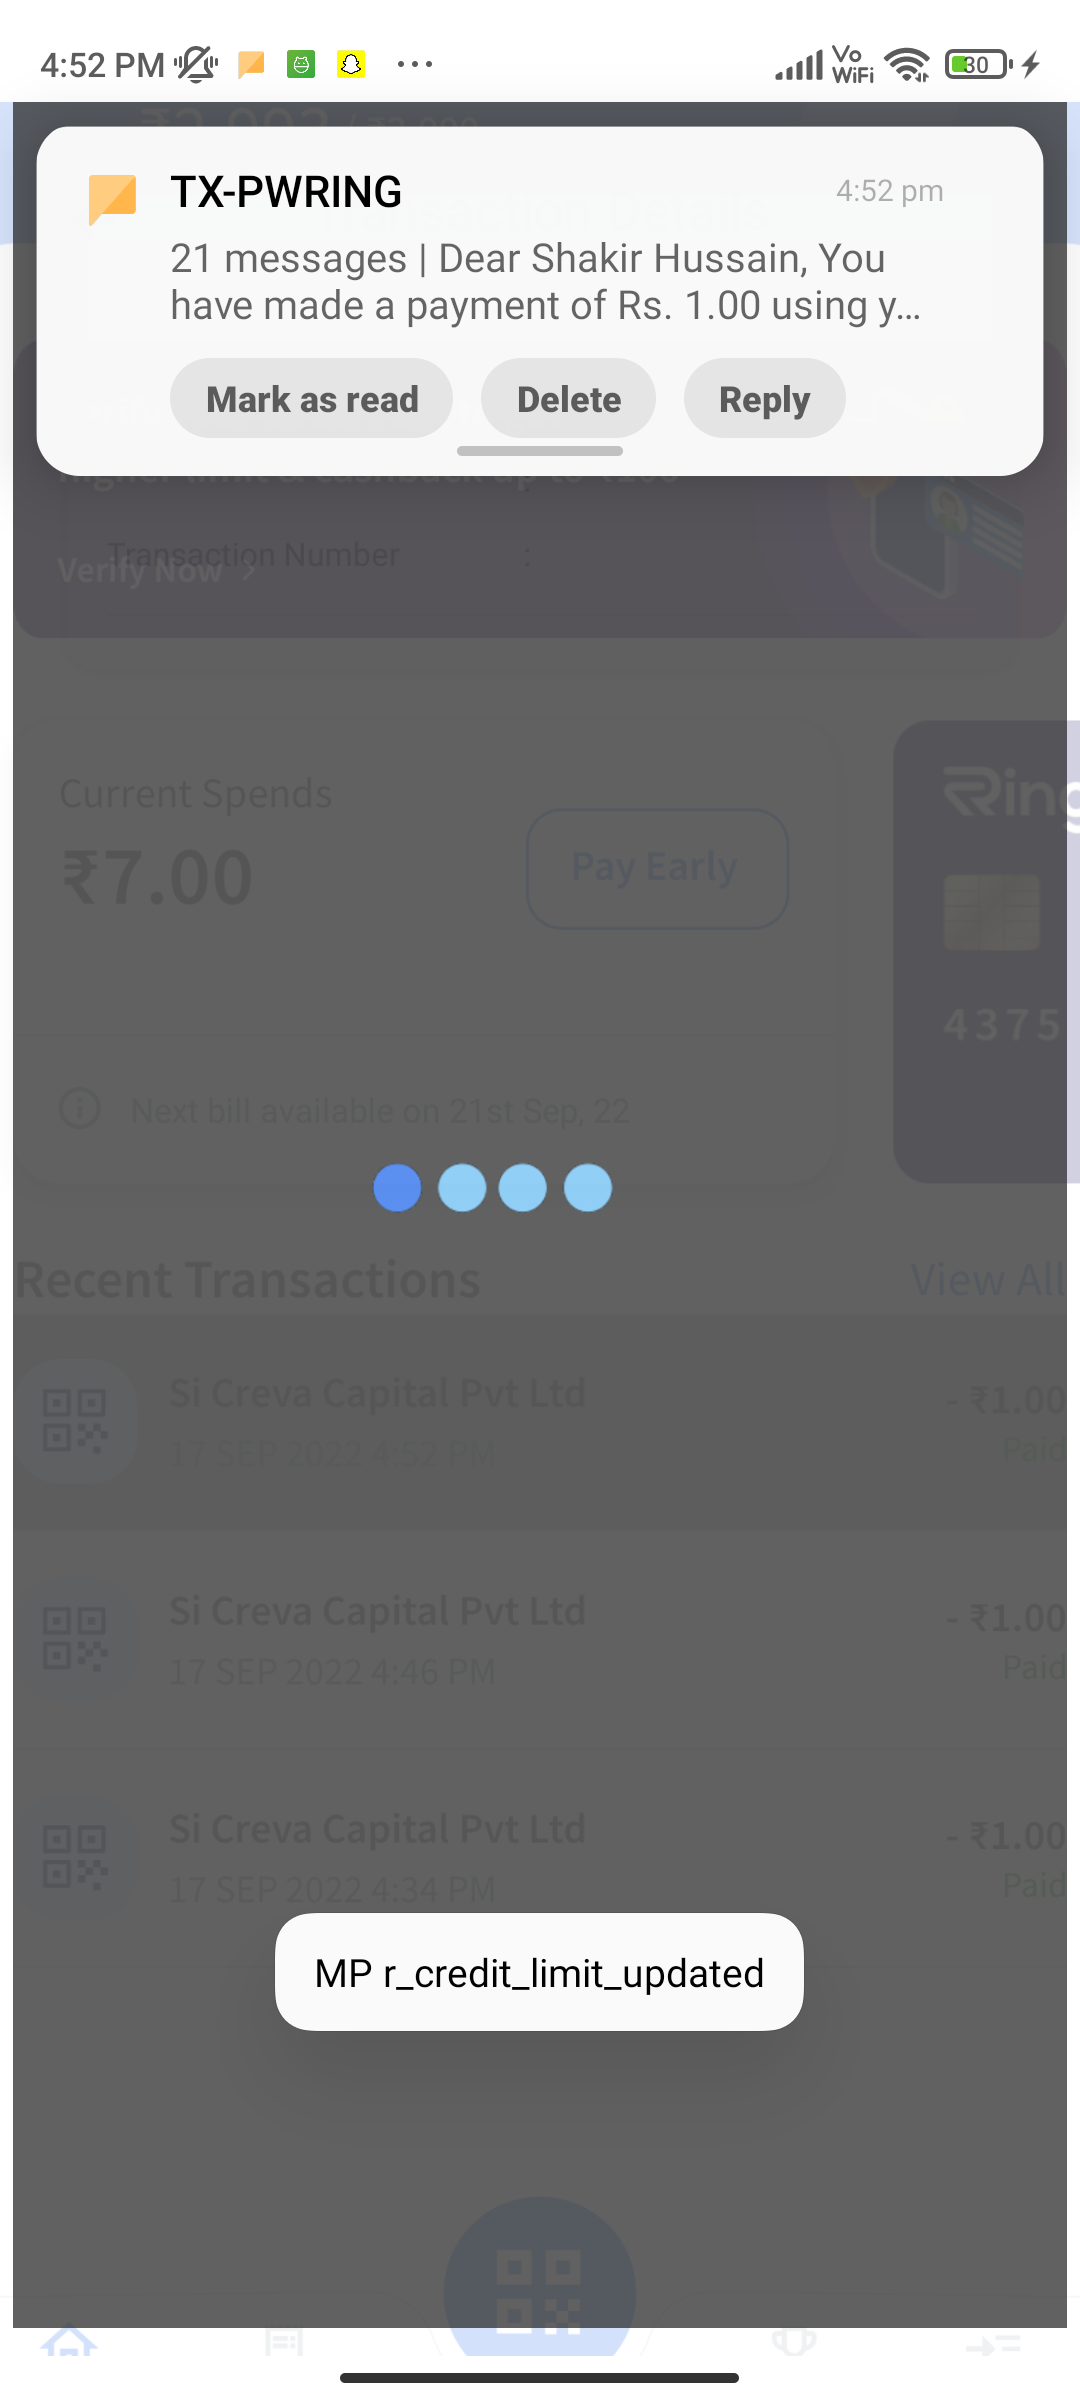 4:52 PM
Vo
WiFi
30
TX-PWRING
4:52 pm
21 messages | Dear Shakir Hussain, You
have made a payment of Rs. 1.00 using y…
Mark as read
Delete
Reply
Transaction Number :
Verify Now >
Current Spends
₹7.00
Pay Early
Ring
4375
Next bill available on 21st Sep, 22
Recent Transactions
View All
Si Creva Capital Pvt Ltd
- ₹1.00
17 SEP 2022 4:52 PM
Paid
Si Creva Capital Pvt Ltd
- ₹1.00
17 SEP 2022 4:46 PM
Paid
Si Creva Capital Pvt Ltd
- ₹1.00
17 SEP 2022 4:34 PM
Paid
MP r_credit_limit_updated